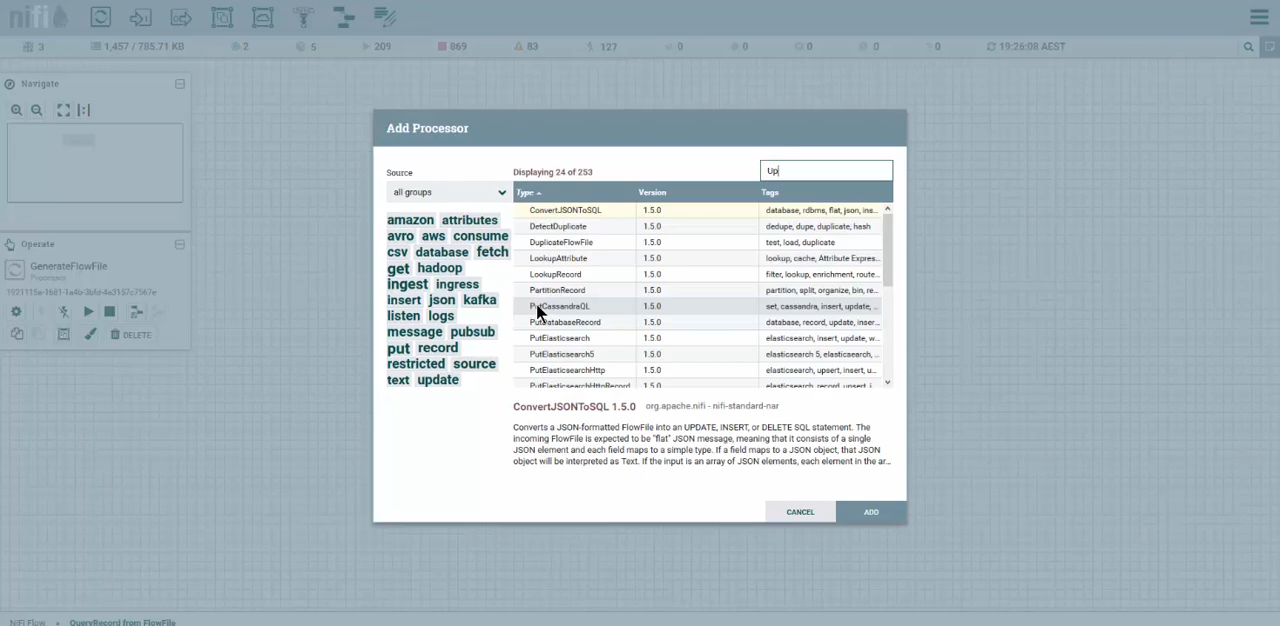 nifi
3
1,457 / 785.71 KB
2
5
209
869
83
127
0
0
0
0
0
19:26:08 AEST
Navigate
Operate
GenerateFlowFile
Processor
DELETE
Add Processor
Source
all groups
amazon attributes
avro aws consume
csv database fetch
get hadoop
ingest ingress
insert json kafka
listen logs
message pubsub
put record
restricted source
text update
Displaying 24 of 253
Up
Type Version Tags
ConvertJSONToSQL 1.5.0 database, rdbms, flat, json, ins...
DetectDuplicate 1.5.0 dedupe, dupe, duplicate, hash
DuplicateFlowFile 1.5.0 test, load, duplicate
LookupAttribute 1.5.0 lookup, cache, Attribute Expres...
LookupRecord 1.5.0 filter, lookup, enrichment, route...
PartitionRecord 1.5.0 partition, split, organize, bin, re...
PutCassandraQL 1.5.0 set, cassandra, insert, update, ...
PutDatabaseRecord 1.5.0 database, record, update, inser...
PutElasticsearch 1.5.0 elasticsearch, insert, update, w...
PutElasticsearch5 1.5.0 elasticsearch 5, elasticsearch, ...
PutElasticsearchHttp 1.5.0 elasticsearch, upsert, insert, u...
PutElasticsearchHttpRecord 1.5.0 elasticsearch, record, upsert, i...
ConvertJSONToSQL 1.5.0 org.apache.nifi - nifi-standard-nar
Converts a JSON-formatted FlowFile into an UPDATE, INSERT, or DELETE SQL statement. The
incoming FlowFile is expected to be "flat" JSON message, meaning that it consists of a single
JSON element and each field maps to a simple type. If a field maps to a JSON object, that JSON
object will be interpreted as Text. If the input is an array of JSON elements, each element in the ar...
CANCEL
ADD
NiFi Flow » QueryRecord from FlowFile